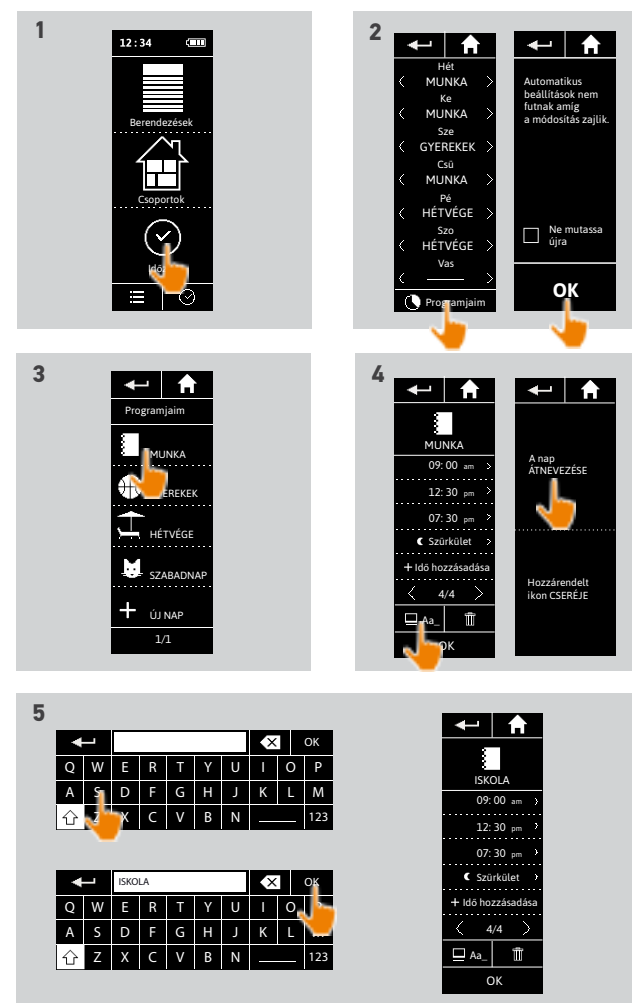 1
12:34
Berendezések
Csoportok
2
Hét
MUNKA
Ke
MUNKA
Sze
GYEREKEK
Csü
MUNKA
Pé
HÉTVÉGE
Szo
HÉTVÉGE
Vas
Programjaim
Automatikus
beállítások nem
futnak amíg
a módosítás zajlik.
Ne mutassa
újra
OK
3
Programjaim
MUNKA
GYEREKEK
HÉTVÉGE
SZABADNAP
+ ÚJ NAP
1/1
4
MUNKA
09:00 am >
12:30 pm >
07:30 pm >
Szürkület >
+ Idő hozzásadása
< 4/4 >
Aa_
OK
A nap
ÁTNEVEZÉSE
Hozzárendelt
ikon CSERÉJE
5
OK
Q W E R T Y U I O P
A S D F G H J K L M
Z X C V B N 123
ISKOLA OK
Q W E R T Y U I O P
A S D F G H J K L M
Z X C V B N 123
ISKOLA
09:00 am >
12:30 pm >
07:30 pm >
Szürkület >
+ Idő hozzásadása
< 4/4 >
Aa_
OK